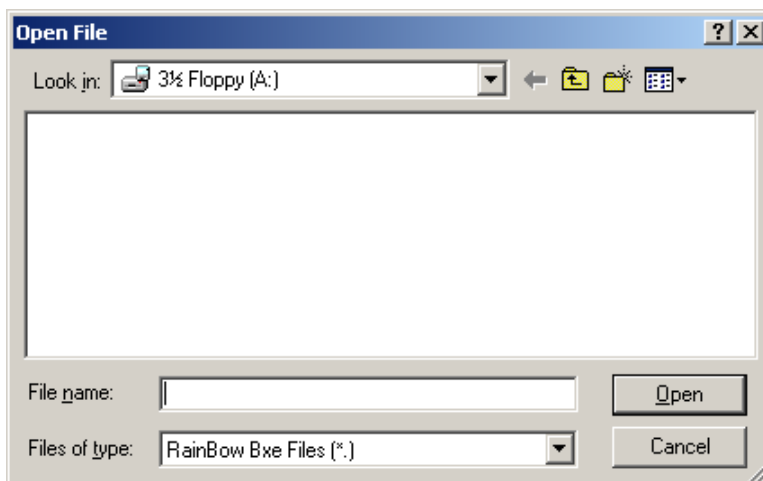 Open File
Look in: 3½ Floppy (A:)
File name: Open
Files of type: RainBow Bxe Files (*.) Cancel